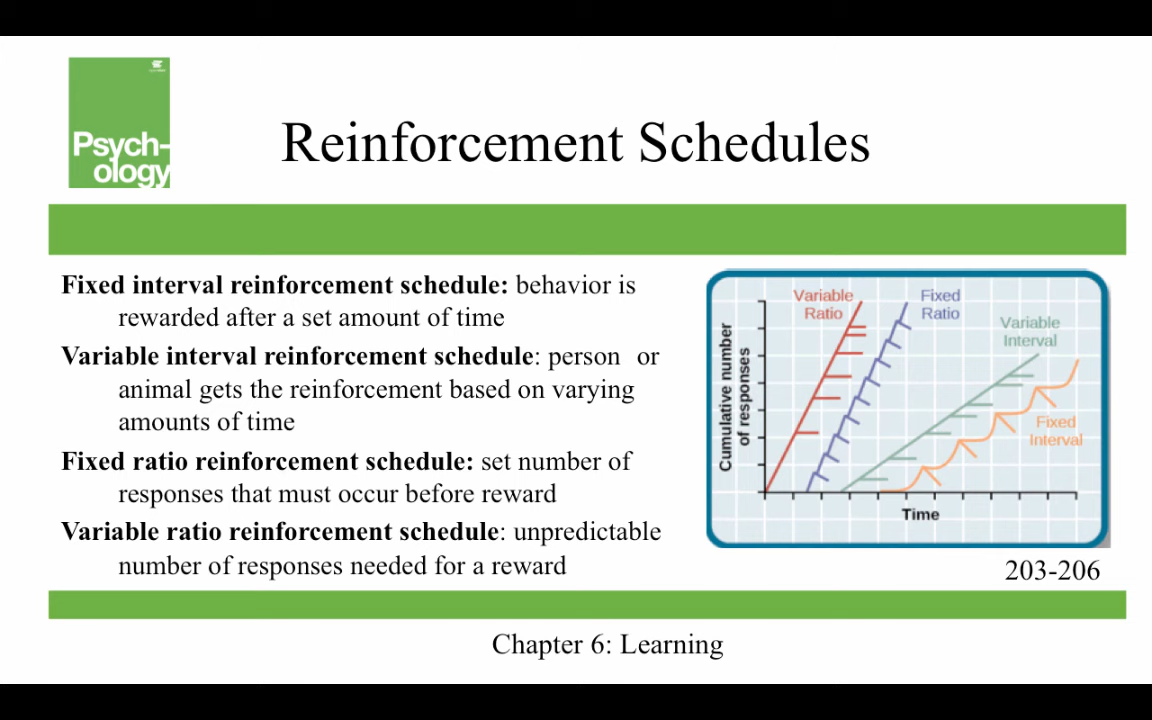 Psych-
ology
Reinforcement Schedules
Fixed interval reinforcement schedule: behavior is
rewarded after a set amount of time
Variable interval reinforcement schedule: person or
animal gets the reinforcement based on varying
amounts of time
Fixed ratio reinforcement schedule: set number of
responses that must occur before reward
Variable ratio reinforcement schedule: unpredictable
number of responses needed for a reward
Variable
Ratio
Fixed
Ratio
Variable
Interval
Fixed
Interval
Cumulative number
of responses
Time
203-206
Chapter 6: Learning